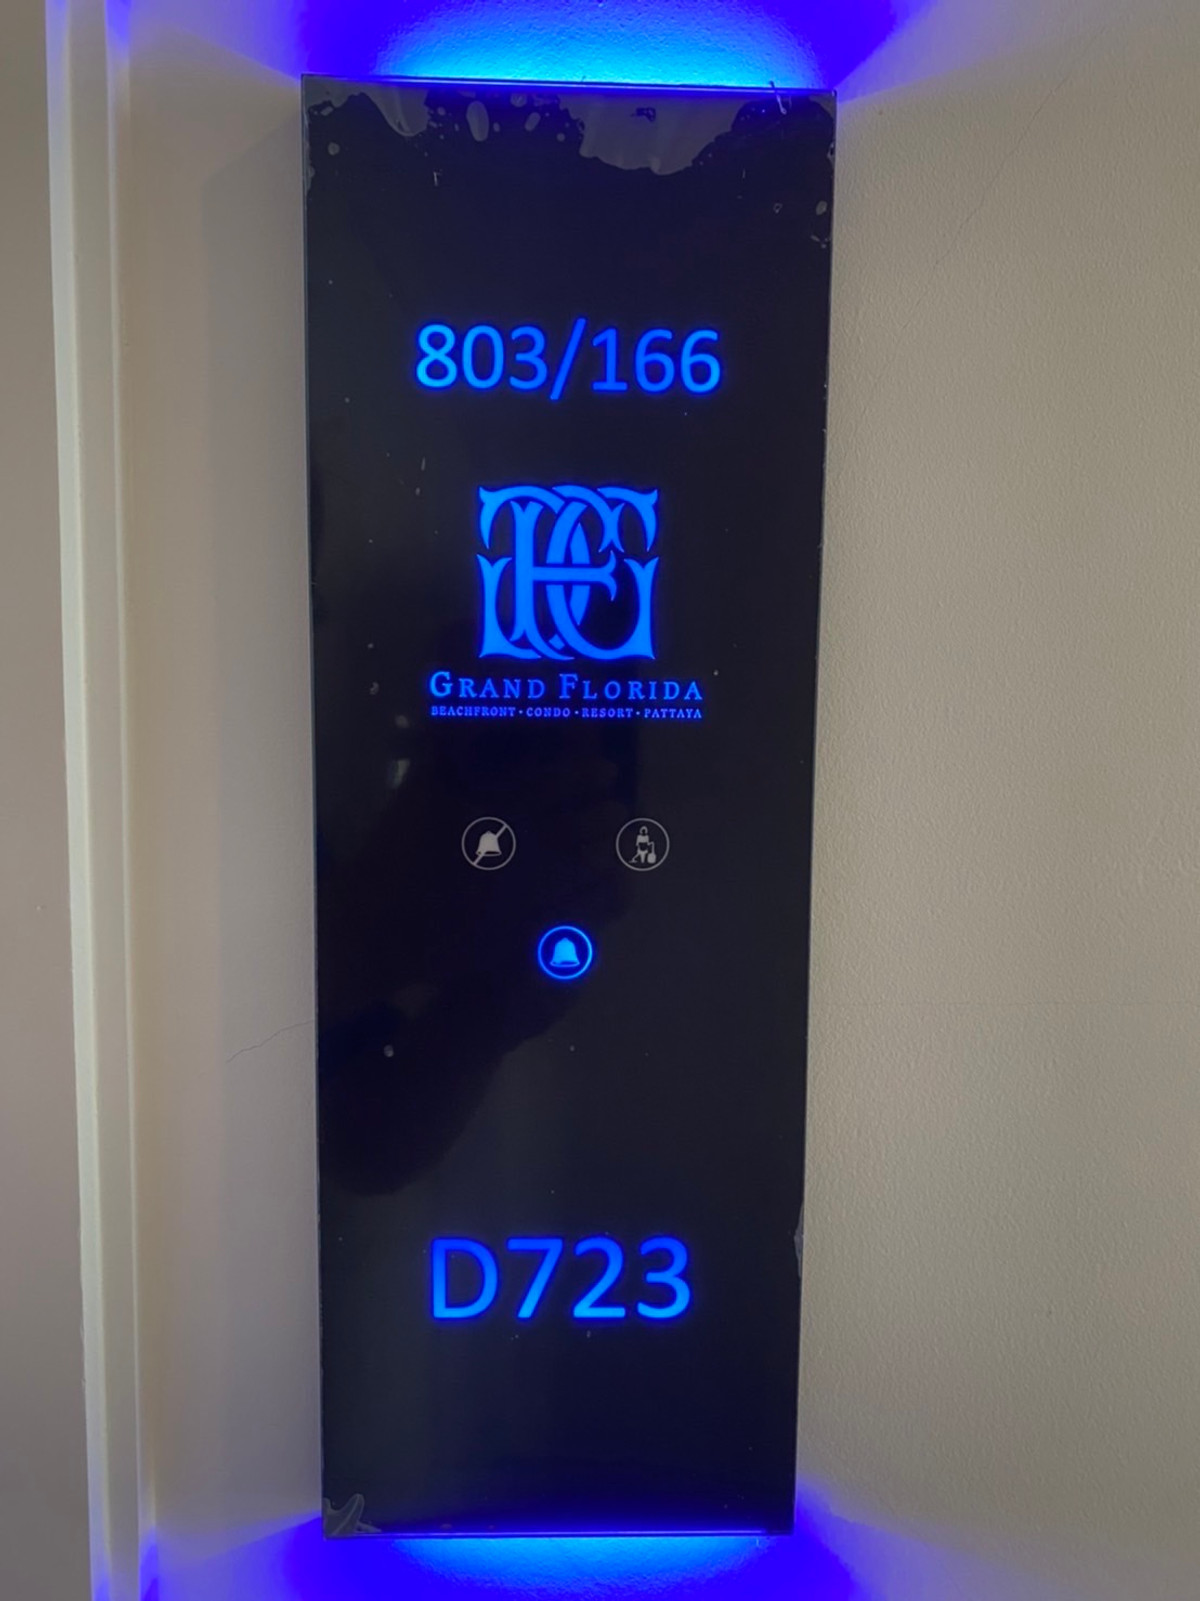 803/166
GRAND FLORIDA
BEACHFRONT • CONDO • RESORT • PATTAYA
D723